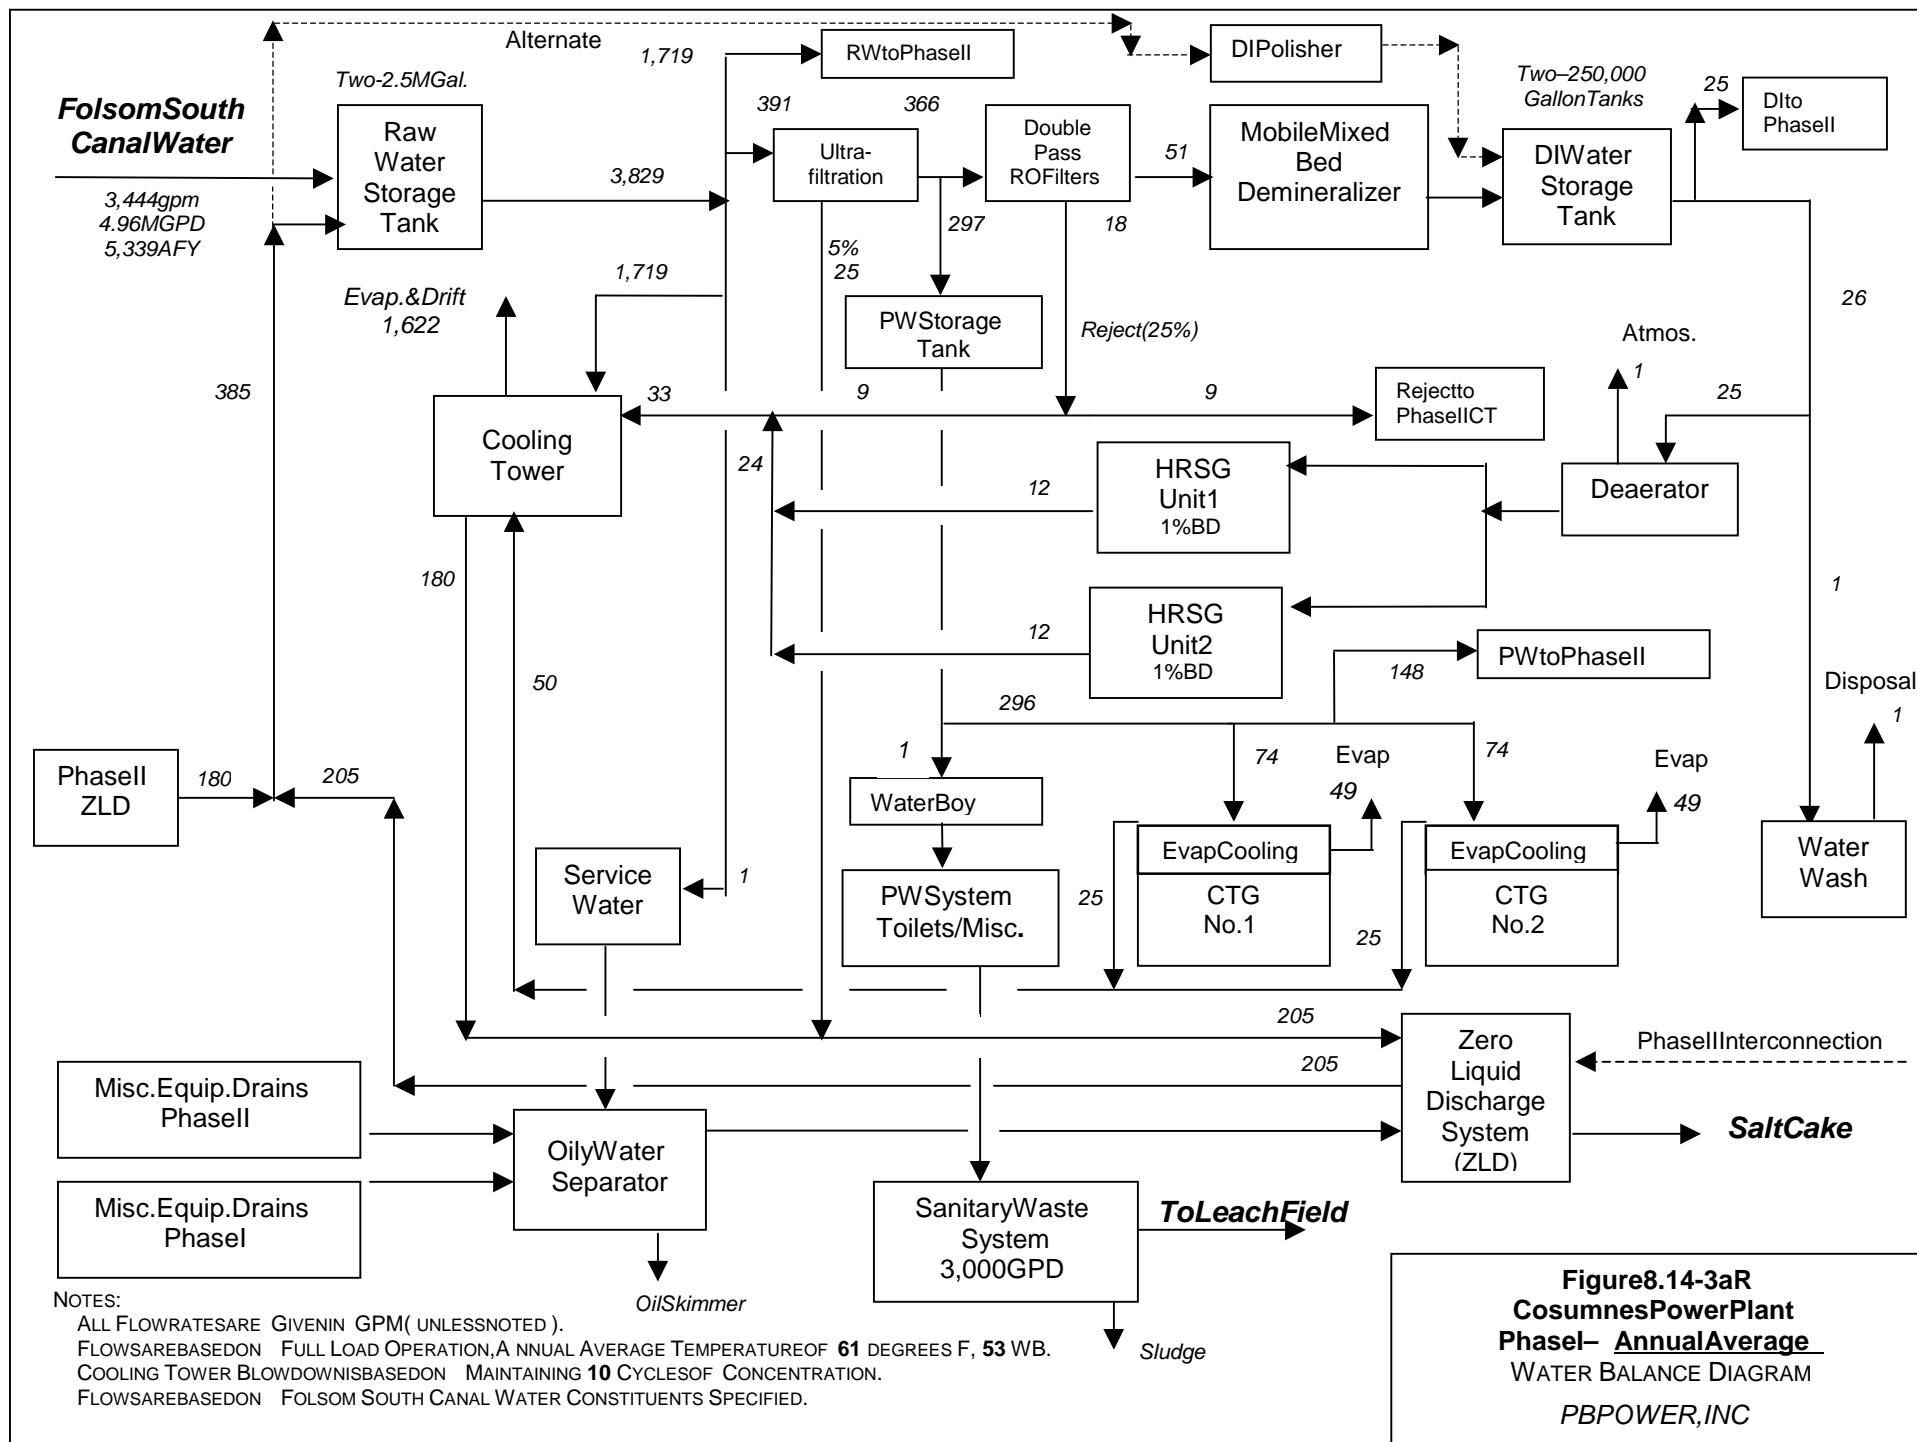 Alternate
1,719
RWtoPhaseII
DIPolisher
Two-2.5MGal.
Two–250,000
GallonTanks
25
DIto
PhaseII
FolsomSouth
CanalWater
Raw
Water
Storage
Tank
391
366
Ultra-
filtration
Double
Pass
ROFilters
51
MobileMixed
Bed
Demineralizer
DIWater
Storage
Tank
3,829
3,444gpm
4.96MGPD
5,339AFY
297
18
5%
25
1,719
Evap.&Drift
1,622
PWStorage
Tank
Reject(25%)
26
Atmos.
1
385
33
9
9
Rejectto
PhaseIICT
25
Cooling
Tower
24
12
HRSG
Unit1
1%BD
Deaerator
180
12
HRSG
Unit2
1%BD
1
PWtoPhaseII
148
50
296
Disposal
1
1
74
Evap
49
74
Evap
49
PhaseII
ZLD
180
205
WaterBoy
EvapCooling
CTG
No.1
EvapCooling
CTG
No.2
Water
Wash
Service
Water
1
PWSystem
Toilets/Misc.
25
25
205
205
Zero
Liquid
Discharge
System
(ZLD)
PhaseIIInterconnection
SaltCake
Misc.Equip.Drains
PhaseII
OilyWater
Separator
Misc.Equip.Drains
PhaseI
SanitaryWaste
System
3,000GPD
ToLeachField
OilSkimmer
Sludge
NOTES:
ALL FLOWRATESARE GIVENIN GPM( UNLESSNOTED ).
FLOWSAREBASEDON FULL LOAD OPERATION,A NNUAL AVERAGE TEMPERATUREOF 61 DEGREES F, 53 WB.
COOLING TOWER BLOWDOWNISBASEDON MAINTAINING 10 CYCLESOF CONCENTRATION.
FLOWSAREBASEDON FOLSOM SOUTH CANAL WATER CONSTITUENTS SPECIFIED.
Figure8.14-3aR
CosumnesPowerPlant
PhaseI– AnnualAverage
WATER BALANCE DIAGRAM
PBPOWER,INC